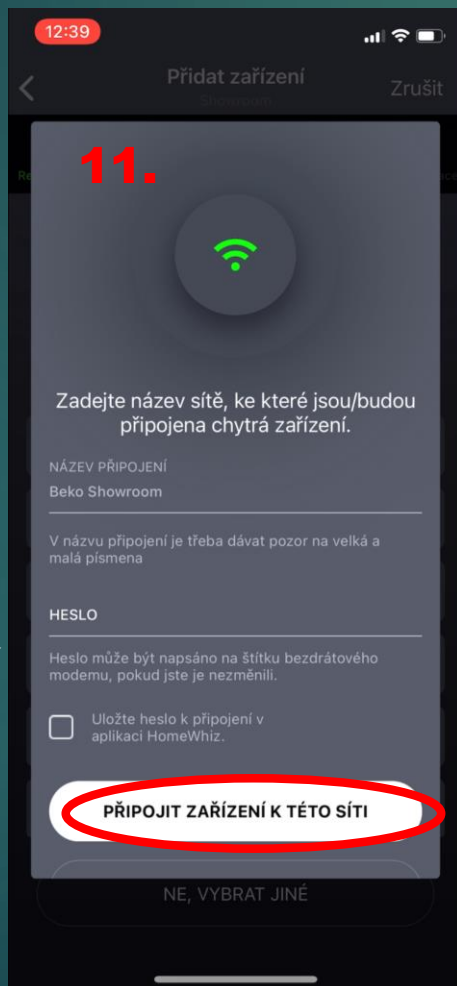 12:39
Přidat zařízení
Showroom
Zrušit
11.
Re
Zadejte název sítě, ke které jsou/budou
připojena chytrá zařízení.
NÁZEV PŘIPOJENÍ
Beko Showroom
V názvu připojení je třeba dávat pozor na velká a
malá písmena
HESLO
Heslo může být napsáno na štítku bezdrátového
modemu, pokud jste je nezměnili.
Uložte heslo k připojení v
aplikaci HomeWhiz.
PŘIPOJIT ZAŘÍZENÍ K TÉTO SÍTI
NE, VYBRAT JINÉ